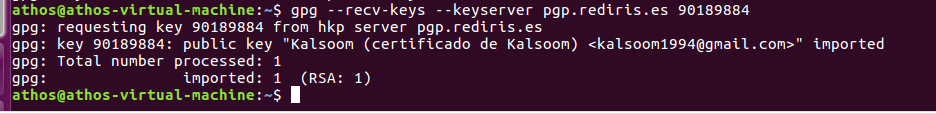 athos@athos-virtual-machine:~$ gpg --recv-keys --keyserver pgp.rediris.es 90189884
gpg: requesting key 90189884 from hkp server pgp.rediris.es
gpg: key 90189884: public key "Kalsoom (certificado de Kalsoom) <kalsoom1994@gmail.com>" imported
gpg: Total number processed: 1
gpg:               imported: 1  (RSA: 1)
athos@athos-virtual-machine:~$